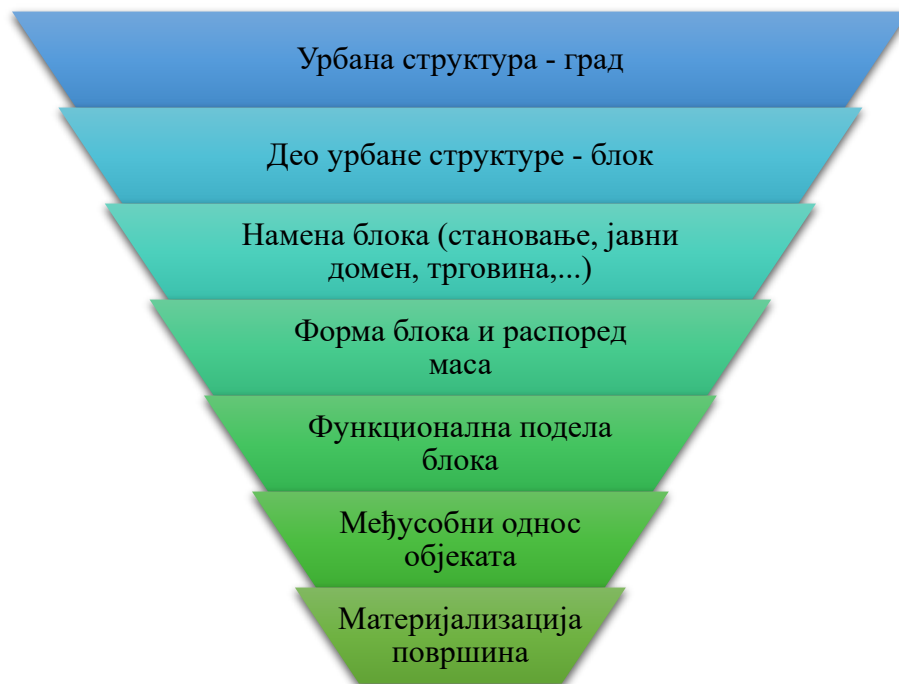 Урбана структура - град
Део урбане структуре - блок
Намена блока (становање, јавни
домен, трговина,...)
Форма блока и распоред
маса
Функционална подела
блока
Међусобни однос
објеката
Материјализација
површина